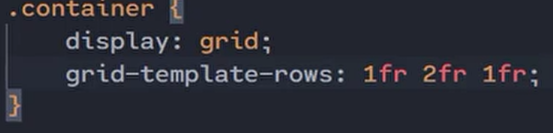 .container {
    display: grid;
    grid-template-rows: 1fr 2fr 1fr;
}